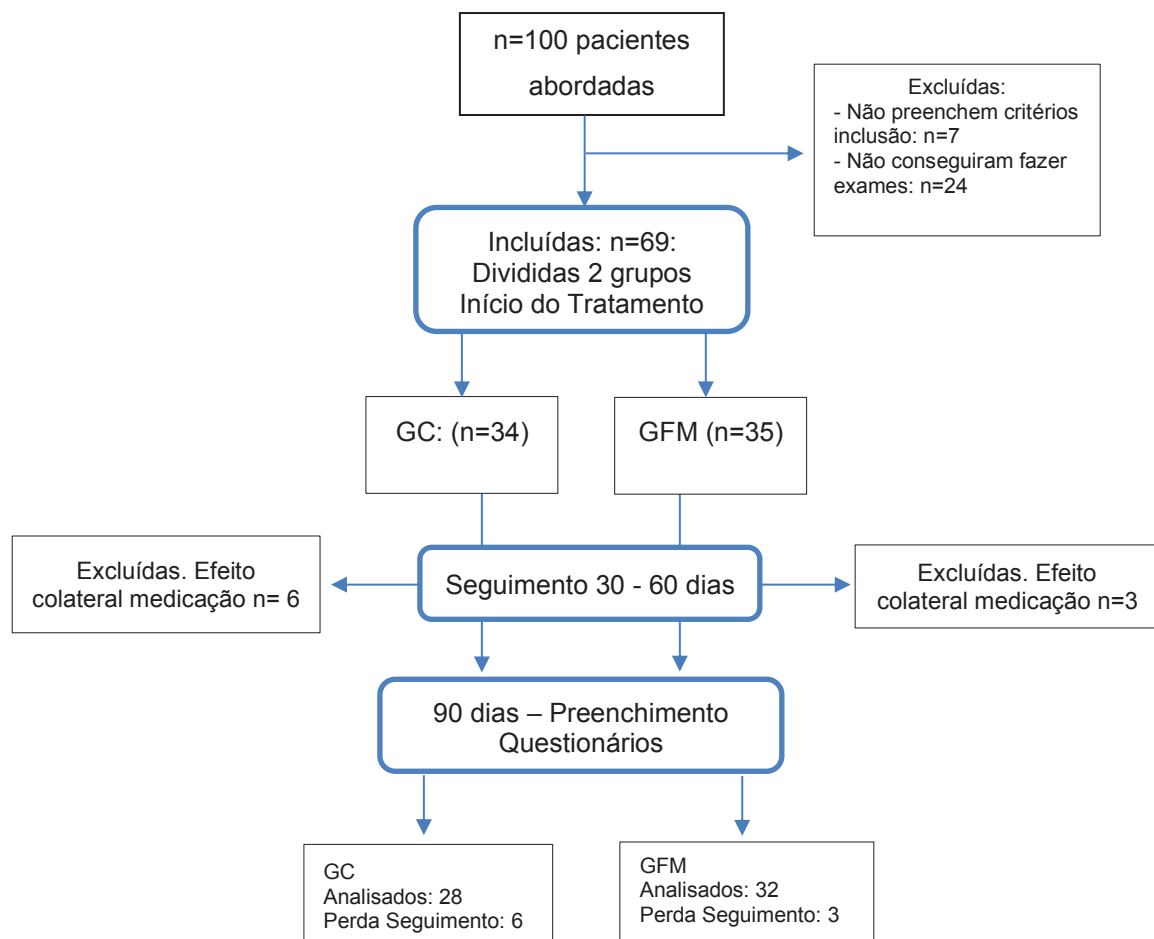 n=100 pacientes
abordadas
Excluídas:
- Não preenchem critérios
inclusão: n=7
- Não conseguiram fazer
exames: n=24
Incluídas: n=69:
Divididas 2 grupos
Início do Tratamento
GC: (n=34)
GFM (n=35)
Excluídas. Efeito
colateral medicação n= 6
Seguimento 30 - 60 dias
Excluídas. Efeito
colateral medicação n=3
90 dias – Preenchimento
Questionários
GC
Analisados: 28
Perda Seguimento: 6
GFM
Analisados: 32
Perda Seguimento: 3